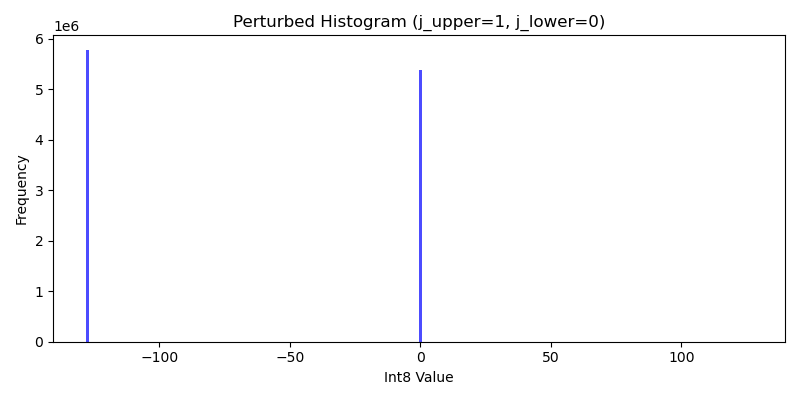 Perturbed Histogram (j_upper=1, j_lower=0)
1e6
6
5
4
3
2
1
0
Frequency
−100 −50 0 50 100
Int8 Value